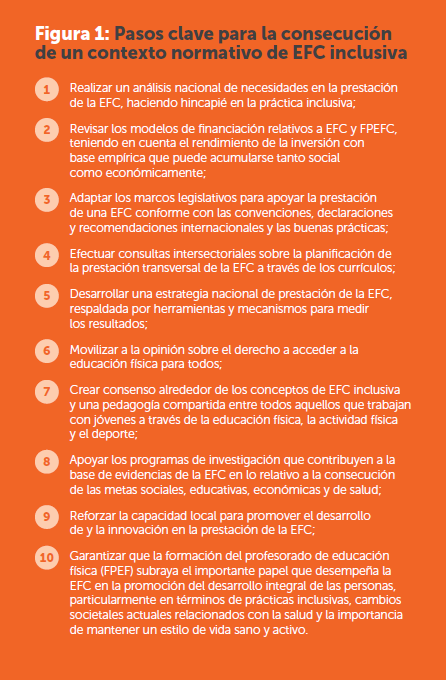 Figura 1: Pasos clave para la consecución
de un contexto normativo de EFC inclusiva
1 Realizar un análisis nacional de necesidades en la prestación
de la EFC, haciendo hincapié en la práctica inclusiva;
2 Revisar los modelos de financiación relativos a EFC y FPEFC,
teniendo en cuenta el rendimiento de la inversión con
base empírica que puede acumularse tanto social
como económicamente;
3 Adaptar los marcos legislativos para apoyar la prestación
de una EFC conforme con las convenciones, declaraciones
y recomendaciones internacionales y las buenas prácticas;
4 Efectuar consultas intersectoriales sobre la planificación de
la prestación transversal de la EFC a través de los currículos;
5 Desarrollar una estrategia nacional de prestación de la EFC,
respaldada por herramientas y mecanismos para medir
los resultados;
6 Movilizar a la opinión sobre el derecho a acceder a la
educación física para todos;
7 Crear consenso alrededor de los conceptos de EFC inclusiva
y una pedagogía compartida entre todos aquellos que trabajan
con jóvenes a través de la educación física, la actividad física
y el deporte;
8 Apoyar los programas de investigación que contribuyen a la
base de evidencias de la EFC en lo relativo a la consecución
de las metas sociales, educativas, económicas y de salud;
9 Reforzar la capacidad local para promover el desarrollo
de y la innovación en la prestación de la EFC;
10 Garantizar que la formación del profesorado de educación
física (FPEF) subraya el importante papel que desempeña la
EFC en la promoción del desarrollo integral de las personas,
particularmente en términos de prácticas inclusivas, cambios
societales actuales relacionados con la salud y la importancia
de mantener un estilo de vida sano y activo.